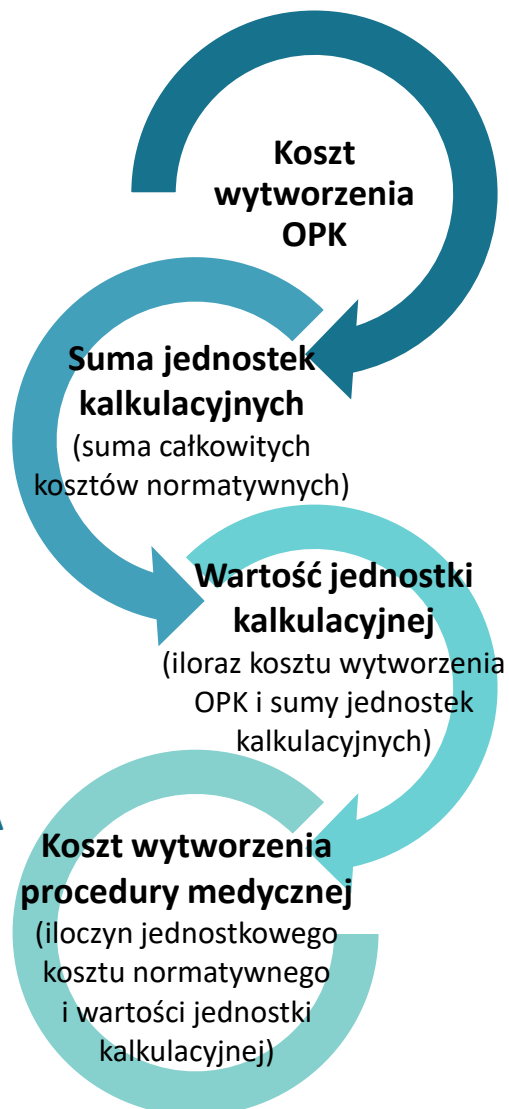 Koszt
wytworzenia
OPK
Suma jednostek
kalkulacyjnych
(suma całkowitych
kosztów normatywnych)
Wartość jednostki
kalkulacyjnej
(iloraz kosztu wytworzenia
OPK i sumy jednostek
kalkulacyjnych)
Koszt wytworzenia
procedury medycznej
(iloczyn jednostkowego
kosztu normatywnego
i wartości jednostki
kalkulacyjnej)